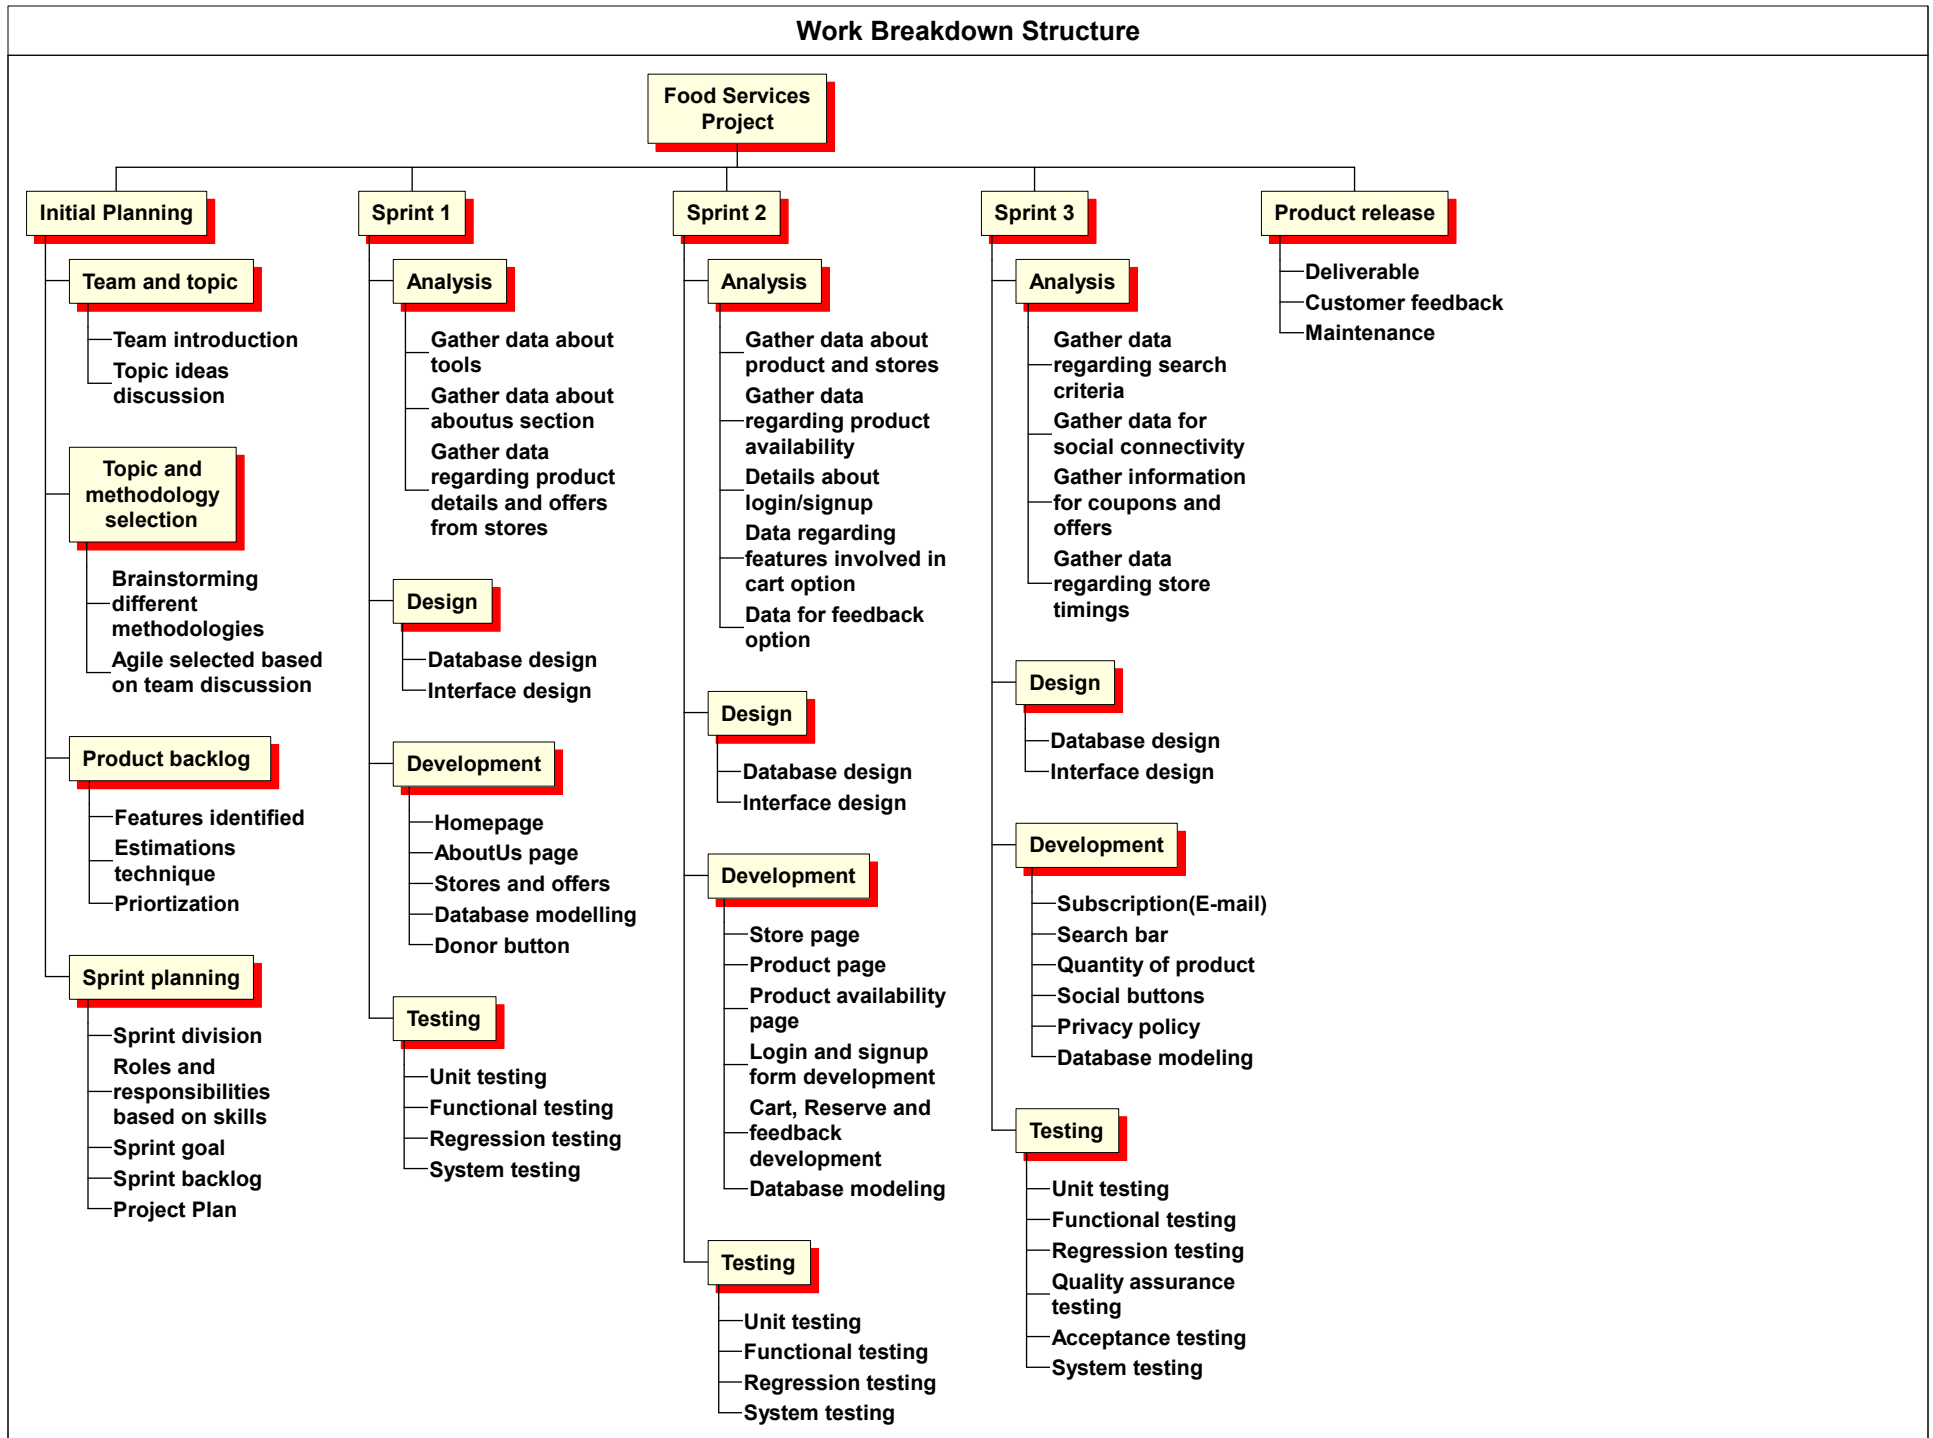 Work Breakdown Structure
Food Services
Project
Initial Planning
Team and topic
Team introduction
Topic ideas
discussion
Topic and
methodology
selection
Brainstorming
different
methodologies
Agile selected based
on team discussion
Product backlog
Features identified
Estimations
technique
Priortization
Sprint planning
Sprint division
Roles and
responsibilities
based on skills
Sprint goal
Sprint backlog
Project Plan
Sprint 1
Analysis
Gather data about
tools
Gather data about
aboutus section
Gather data
regarding product
details and offers
from stores
Design
Database design
Interface design
Development
Homepage
AboutUs page
Stores and offers
Database modelling
Donor button
Testing
Unit testing
Functional testing
Regression testing
System testing
Sprint 2
Analysis
Gather data about
product and stores
Gather data
regarding product
availability
Details about
login/signup
Data regarding
features involved in
cart option
Data for feedback
option
Design
Database design
Interface design
Development
Store page
Product page
Product availability
page
Login and signup
form development
Cart, Reserve and
feedback
development
Database modeling
Testing
Unit testing
Functional testing
Regression testing
System testing
Sprint 3
Analysis
Gather data
regarding search
criteria
Gather data for
social connectivity
Gather information
for coupons and
offers
Gather data
regarding store
timings
Design
Database design
Interface design
Development
Subscription(E-mail)
Search bar
Quantity of product
Social buttons
Privacy policy
Database modeling
Testing
Unit testing
Functional testing
Regression testing
Quality assurance
testing
Acceptance testing
System testing
Product release
Deliverable
Customer feedback
Maintenance